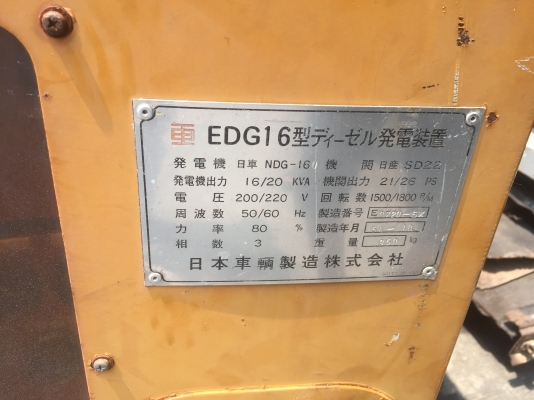 車 EDG16型ディーゼル発電装置
発電機 日車 NDG-16 機関 日産 SD22
発電機出力 16/20 KVA 機関出力 21/26 PS
電圧 200/220 V 回転数 1500/1800
周波数 50/60 Hz 製造番号
力率 80 % 製造年月
相数 3 重量 kg
日本車輌製造株式会社